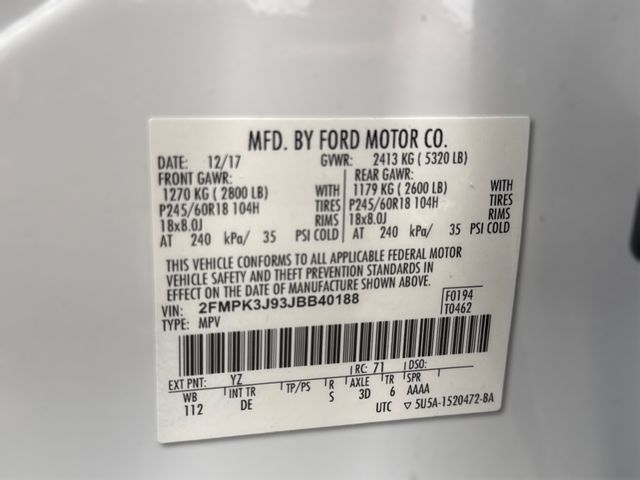 MFD. BY FORD MOTOR CO.
DATE: 12/17 GVWR: 2413 KG ( 5320 LB)
FRONT GAWR: REAR GAWR:
1270 KG ( 2800 LB) WITH 1179 KG ( 2600 LB) WITH
P245/60R18 104H TIRES P245/60R18 104H TIRES
18x8.0J RIMS 18x8.0J RIMS
AT 240 kPa/ 35 PSI COLD AT 240 kPa/ 35 PSI COLD
THIS VEHICLE CONFORMS TO ALL APPLICABLE FEDERAL MOTOR
VEHICLE SAFETY AND THEFT PREVENTION STANDARDS IN
EFFECT ON THE DATE OF MANUFACTURE SHOWN ABOVE.
VIN: 2FMPK3J93JBB40188 F0194
TYPE: MPV T0462
EXT PNT: YZ RC: 71 DSO:
WB INT TR TP/PS R AXLE TR SPR
112 DE S 3D 6 AAAA
UTC ▽ 5U5A-1520472-BA